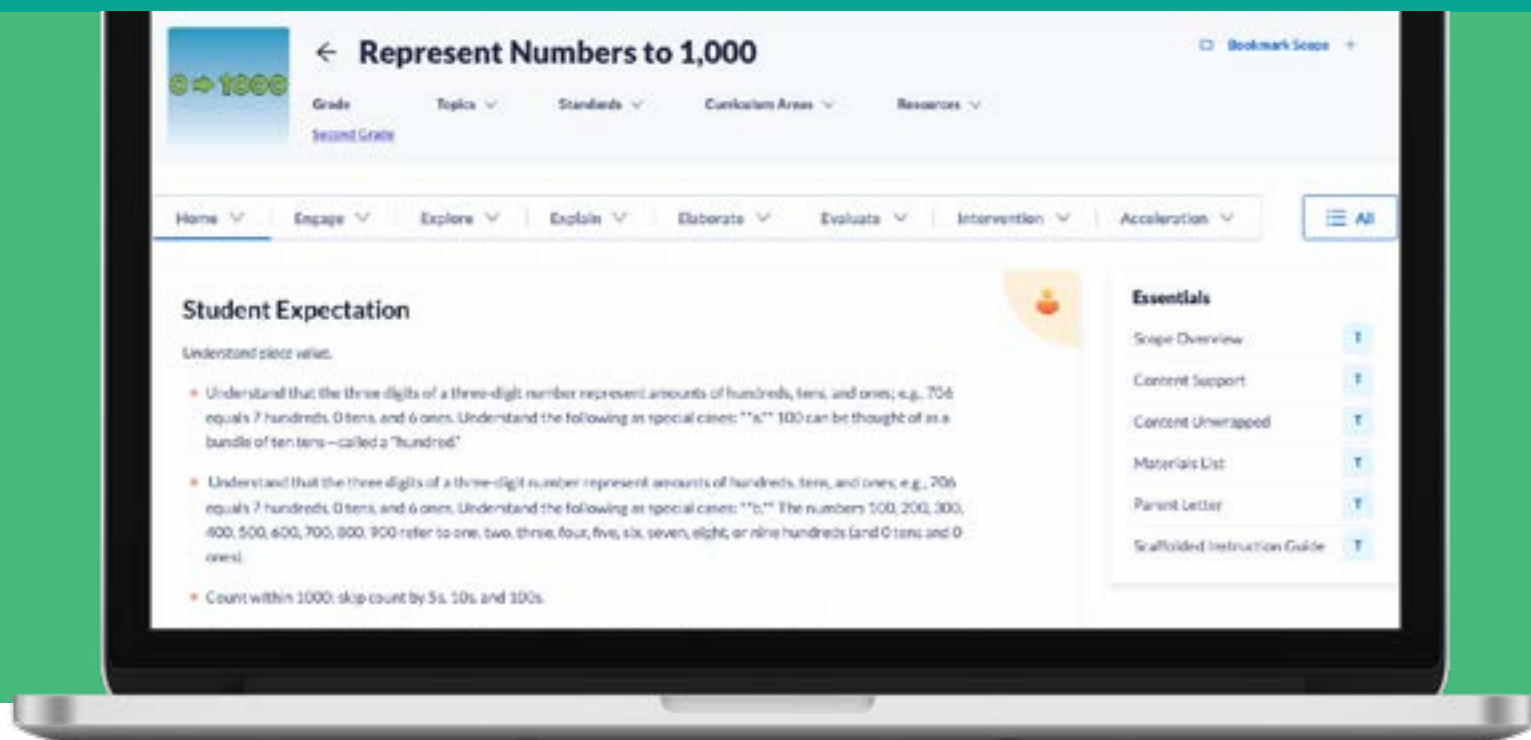 0 ⇒ 1000
← Represent Numbers to 1,000
Bookmark Scope +
Grade Topics Standards Curriculum Areas Resources
Second Grade
Home Engage Explore Explain Elaborate Evaluate Intervention Acceleration All
Student Expectation
Understand place value.
• Understand that the three digits of a three-digit number represent amounts of hundreds, tens, and ones; e.g., 706
equals 7 hundreds, 0 tens, and 6 ones. Understand the following as special cases: **a.** 100 can be thought of as a
bundle of ten tens—called a "hundred."
• Understand that the three digits of a three-digit number represent amounts of hundreds, tens, and ones; e.g., 706
equals 7 hundreds, 0 tens, and 6 ones. Understand the following as special cases: **b.** The numbers 100, 200, 300,
400, 500, 600, 700, 800, 900 refer to one, two, three, four, five, six, seven, eight, or nine hundreds (and 0 tens and 0
ones).
• Count within 1000; skip count by 5s, 10s, and 100s.
Essentials
Scope Overview T
Content Support T
Content Unwrapped T
Materials List T
Parent Letter T
Scaffolded Instruction Guide T